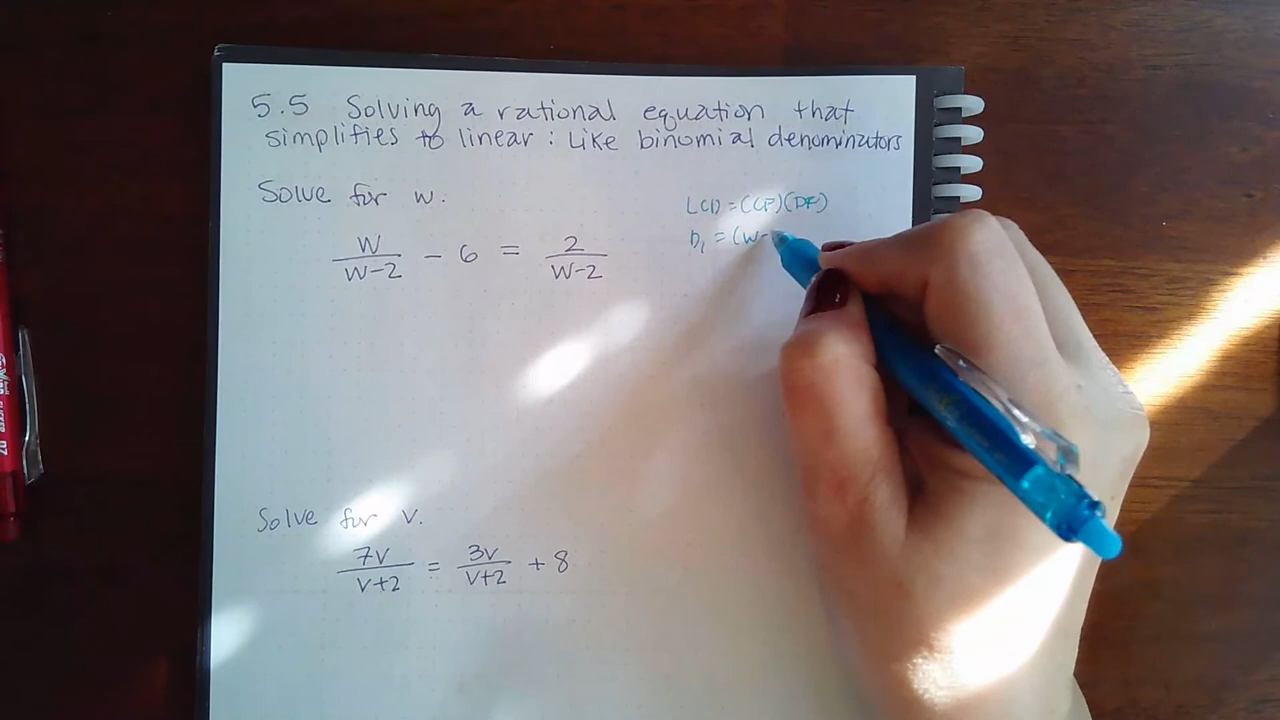 5.5 Solving a rational equation that
simplifies to linear : Like binomial denominators
Solve for w.
LCD = (CF)(DF)
w/(w-2) - 6 = 2/(w-2)
D₁ = (w-
Solve for v.
7v/(v+2) = 3v/(v+2) + 8